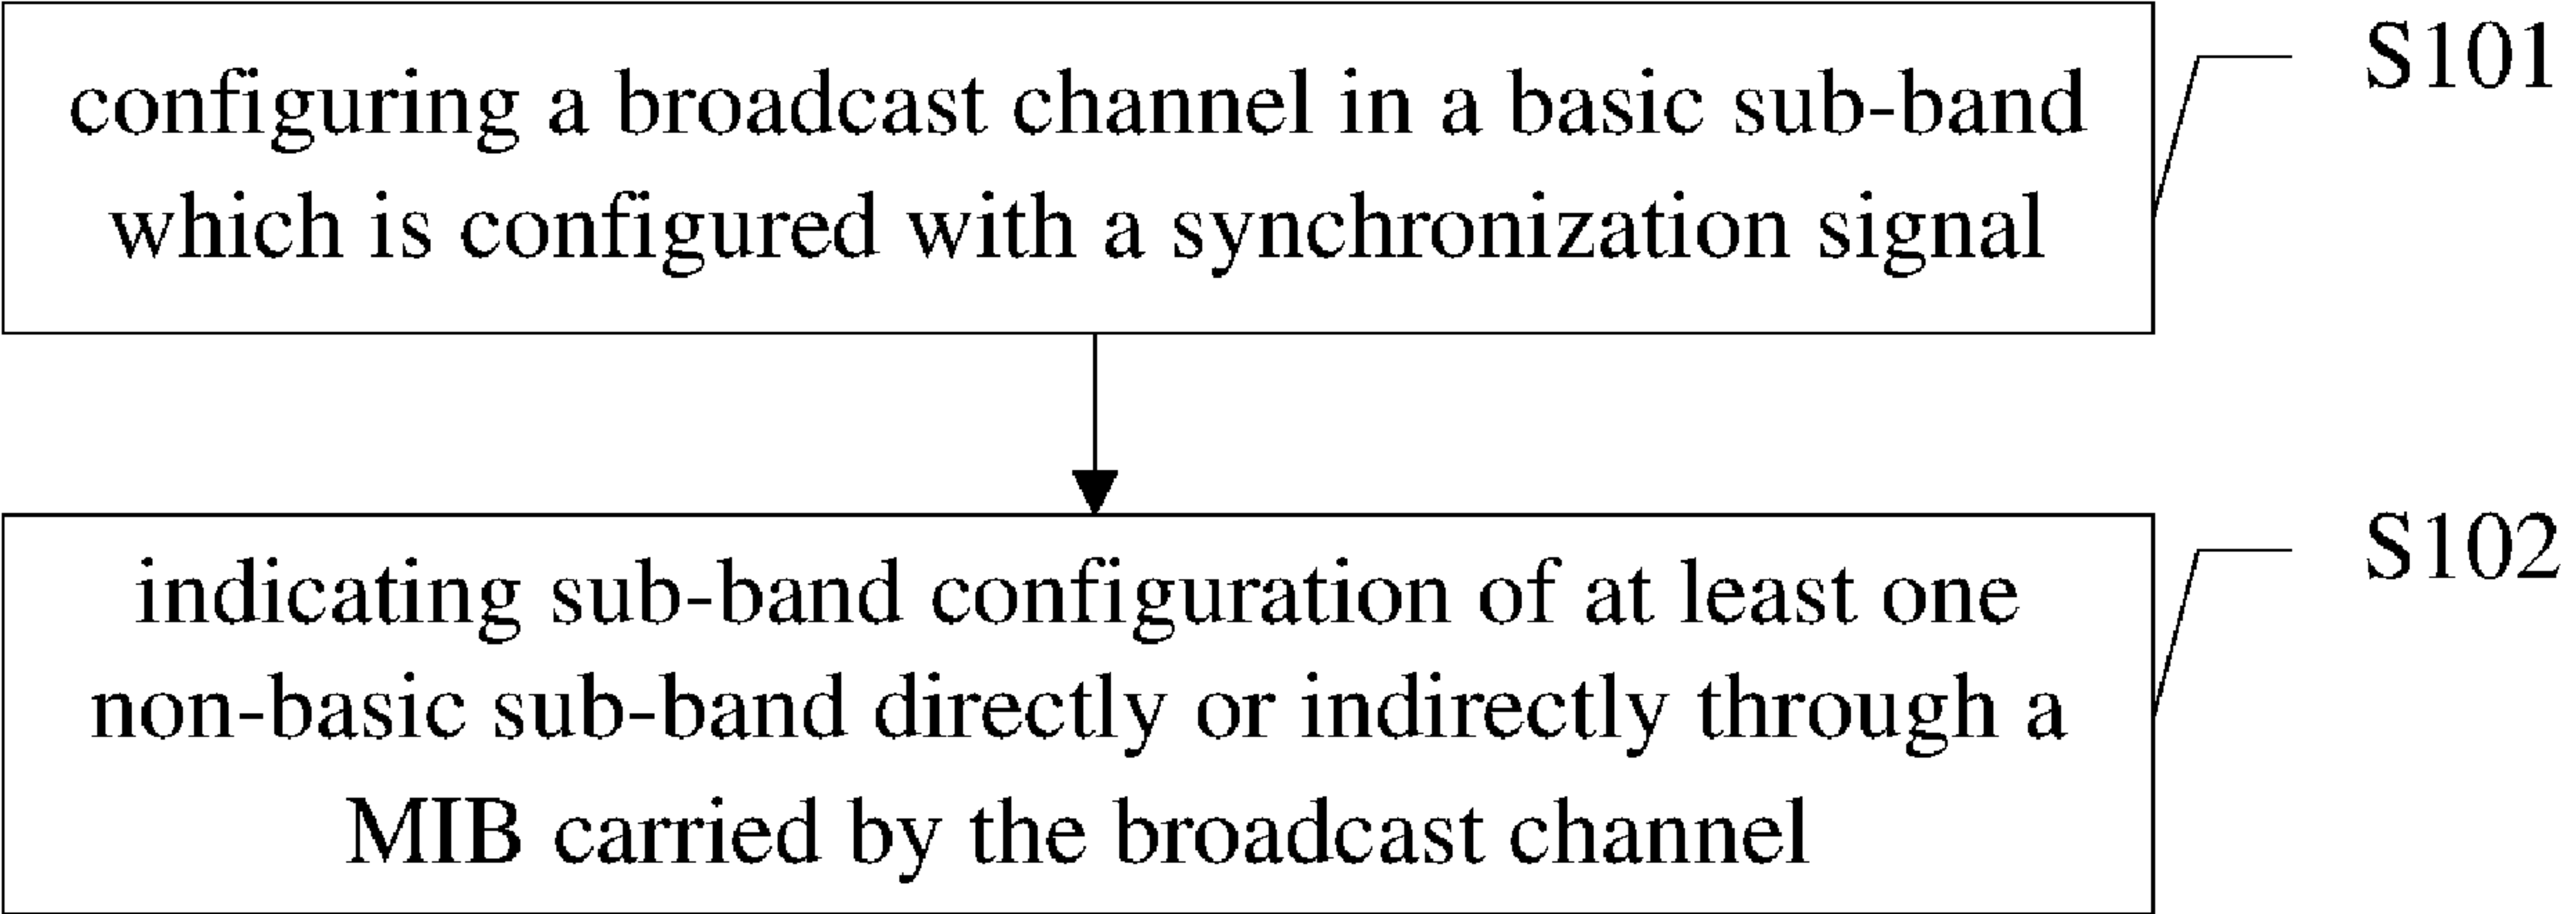 configuring a broadcast channel in a basic sub-band
which is configured with a synchronization signal
S101
indicating sub-band configuration of at least one
non-basic sub-band directly or indirectly through a
MIB carried by the broadcast channel
S102